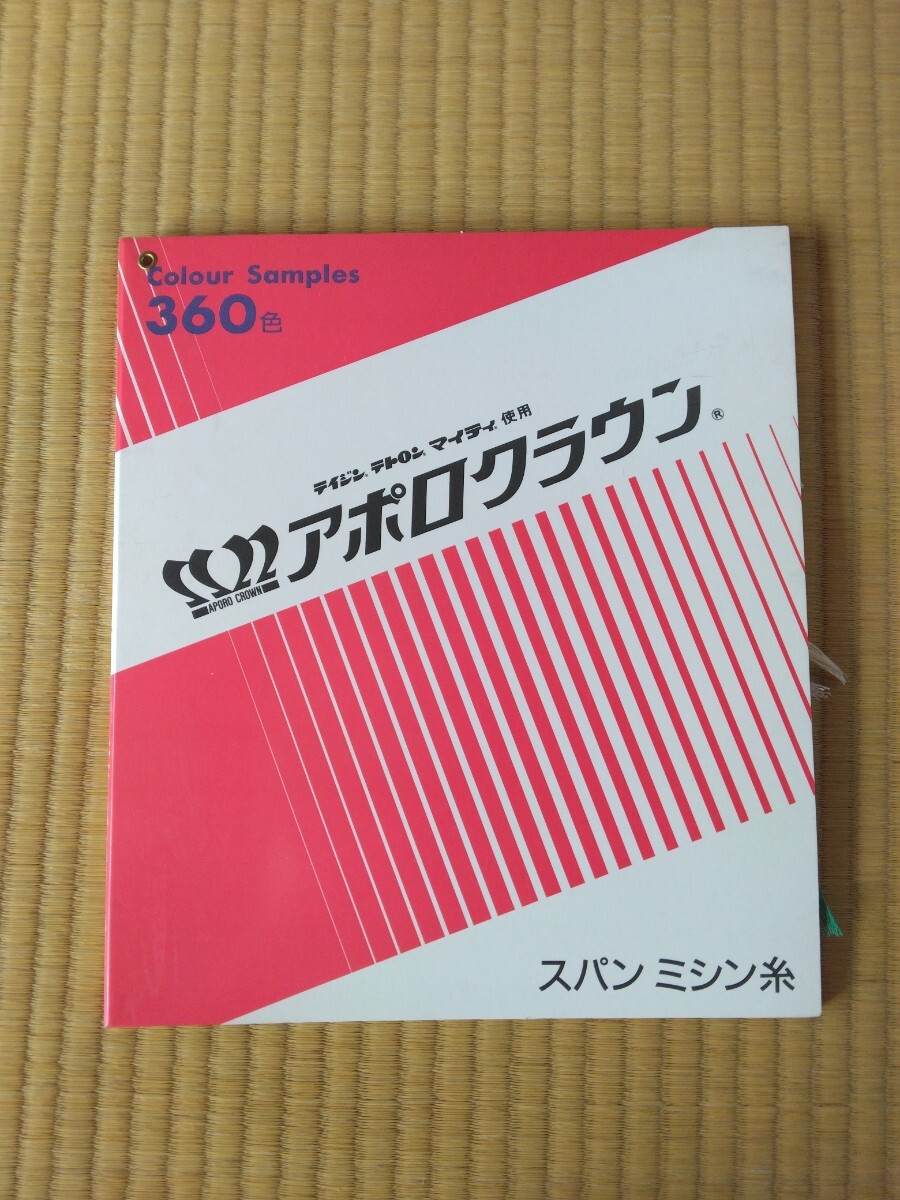 Colour Samples
360色
テイジン®テトロン®マイティ®使用
アポロクラウン®
APORO CROWN
スパン ミシン糸